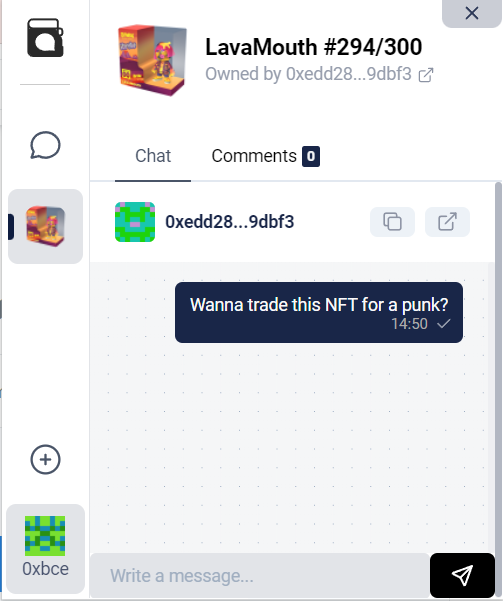 LavaMouth #294/300
Owned by 0xedd28...9dbf3
Chat
Comments 0
0xedd28...9dbf3
Wanna trade this NFT for a punk?
14:50
0xbce
Write a message...